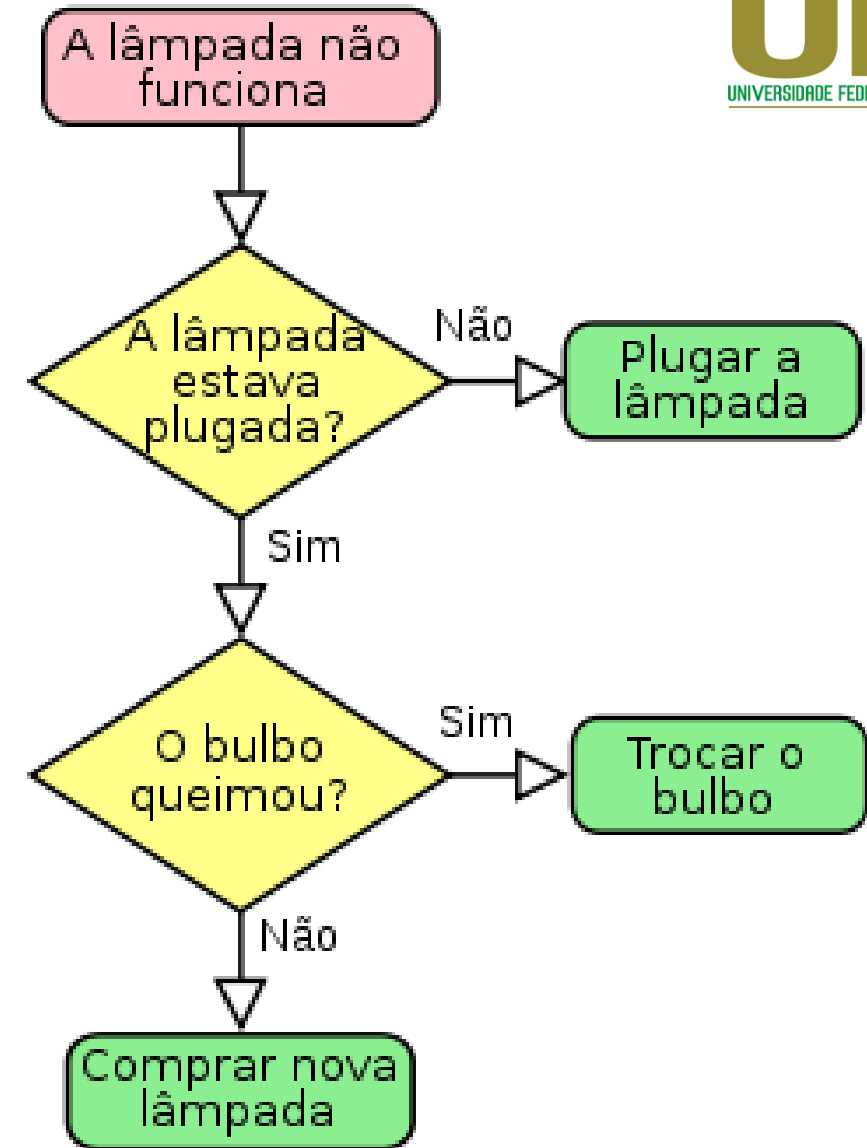 A lâmpada não
funciona
UNIVERSIDADE
A lâmpada
estava
plugada?
Não
Plugar a
lâmpada
Sim
O bulbo
queimou?
Sim
Trocar o
bulbo
Não
Comprar nova
lâmpada